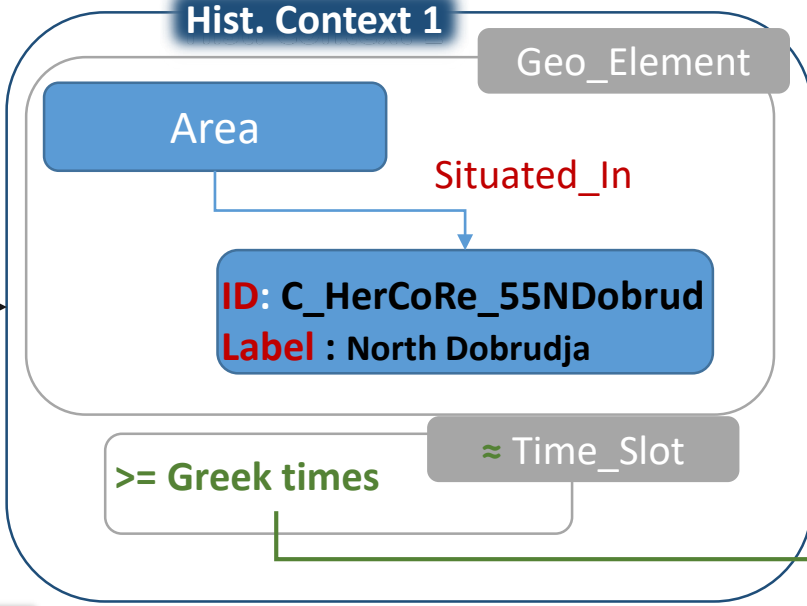 Hist. Context 1
Geo_Element
Area
Situated_In
ID: C_HerCoRe_55NDobrud
Label : North Dobrudja
≈ Time_Slot
>= Greek times